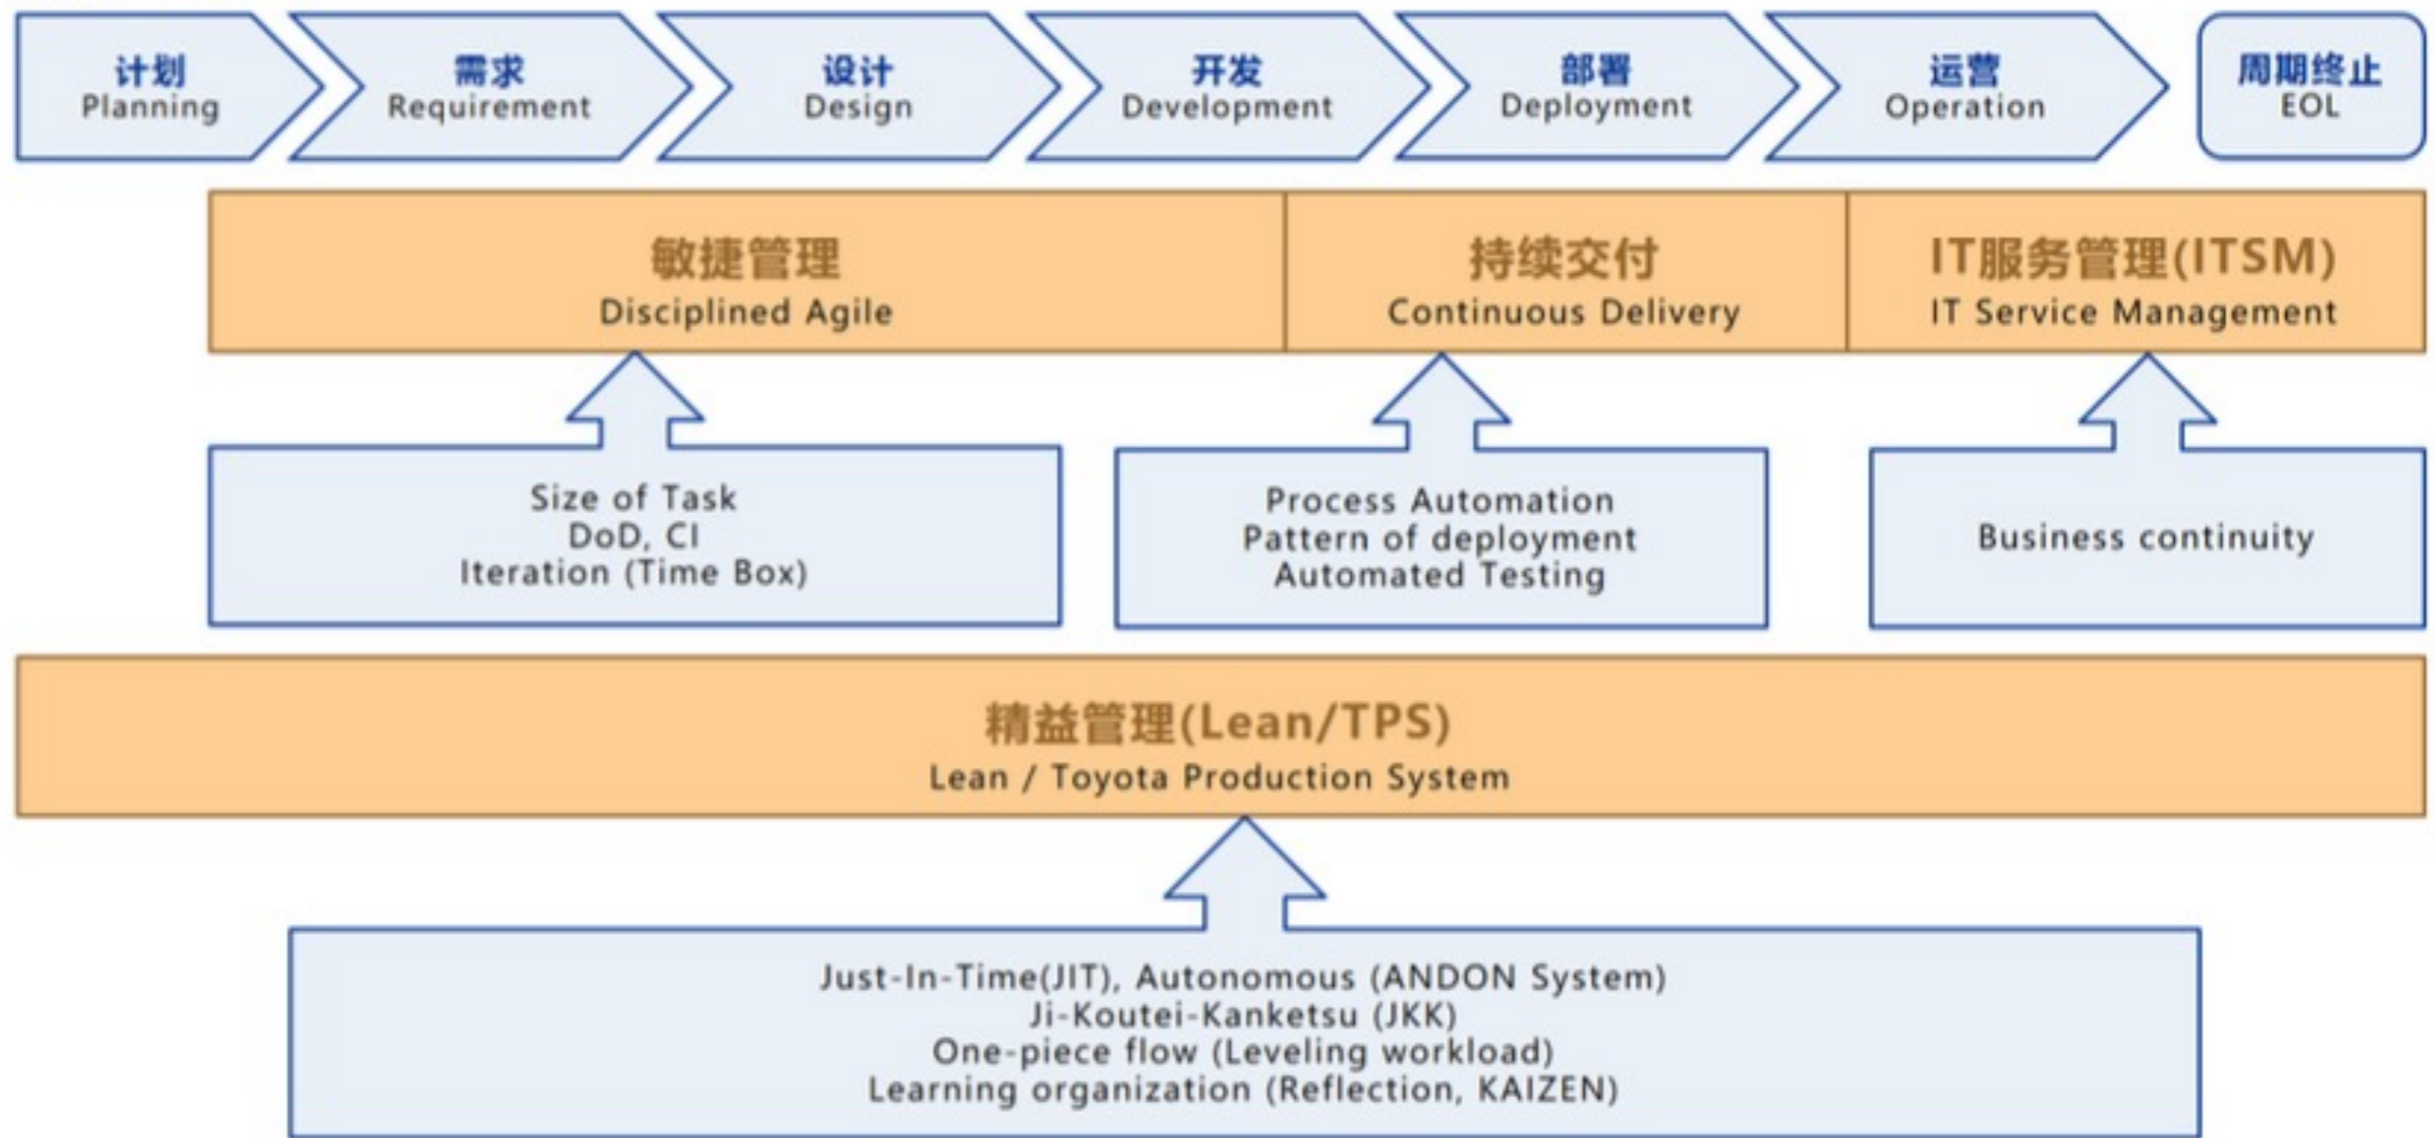 计划
Planning
需求
Requirement
设计
Design
开发
Development
部署
Deployment
运营
Operation
周期终止
EOL
敏捷管理
Disciplined Agile
持续交付
Continuous Delivery
IT服务管理(ITSM)
IT Service Management
Size of Task
DoD, CI
Iteration (Time Box)
Process Automation
Pattern of deployment
Automated Testing
Business continuity
精益管理(Lean/TPS)
Lean / Toyota Production System
Just-In-Time(JIT), Autonomous (ANDON System)
Ji-Koutei-Kanketsu (JKK)
One-piece flow (Leveling workload)
Learning organization (Reflection, KAIZEN)